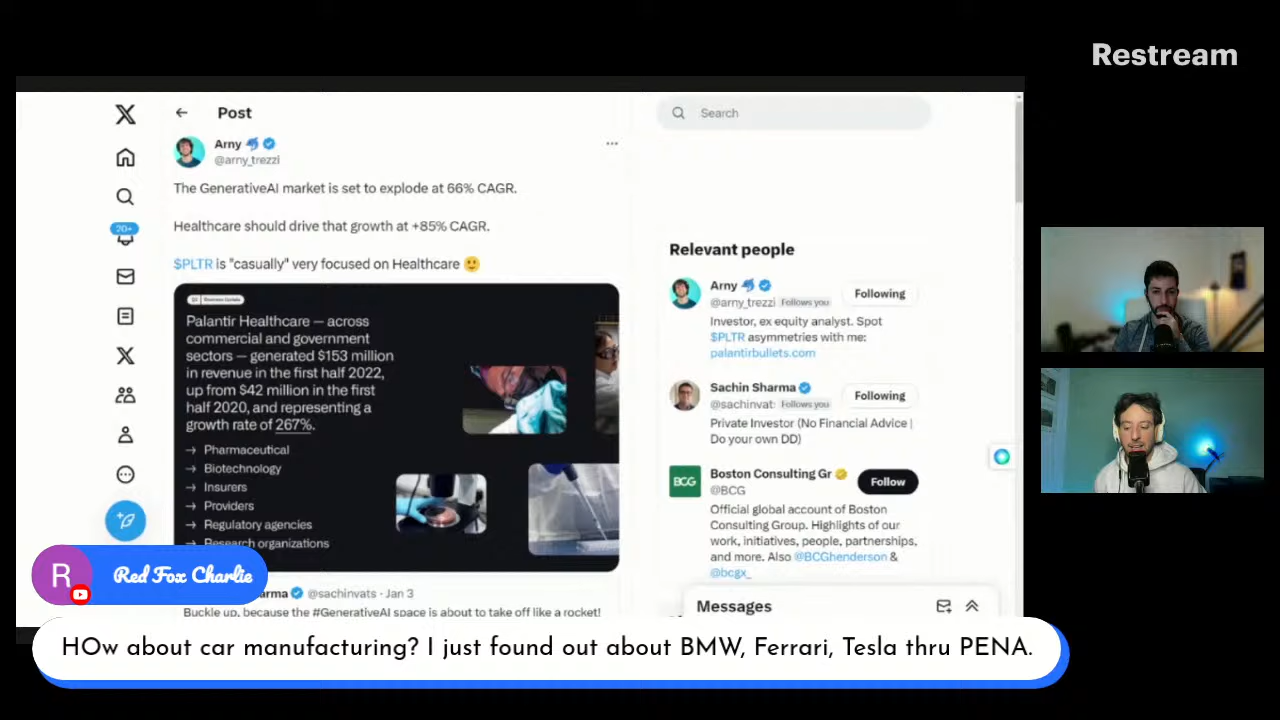 Restream
Post
Search
Arny
@arny_trezzi
The GenerativeAI market is set to explode at 66% CAGR.
Healthcare should drive that growth at +85% CAGR.
$PLTR is "casually" very focused on Healthcare
20+
Palantir Healthcare — across
commercial and government
sectors — generated $153 million
in revenue in the first half 2022,
up from $42 million in the first
half 2020, and representing a
growth rate of 267%.
→ Pharmaceutical
→ Biotechnology
→ Insurers
→ Providers
→ Regulatory agencies
→ Research organizations
arma @sachinvats · Jan 3
Buckle up, because the #GenerativeAI space is about to take off like a rocket!
Relevant people
Arny
Following
@arny_trezzi Follows you
Investor, ex equity analyst. Spot
$PLTR asymmetries with me:
palantirbullets.com
Sachin Sharma
Following
@sachinvat: Follows you
Private Investor (No Financial Advice |
Do your own DD)
BCG
Boston Consulting Gr
Follow
@BCG
Official global account of Boston
Consulting Group. Highlights of our
work, initiatives, people, partnerships,
and more. Also @BCGhenderson &
@bcgx_
Messages
R
Red Fox Charlie
HOw about car manufacturing? I just found out about BMW, Ferrari, Tesla thru PENA.